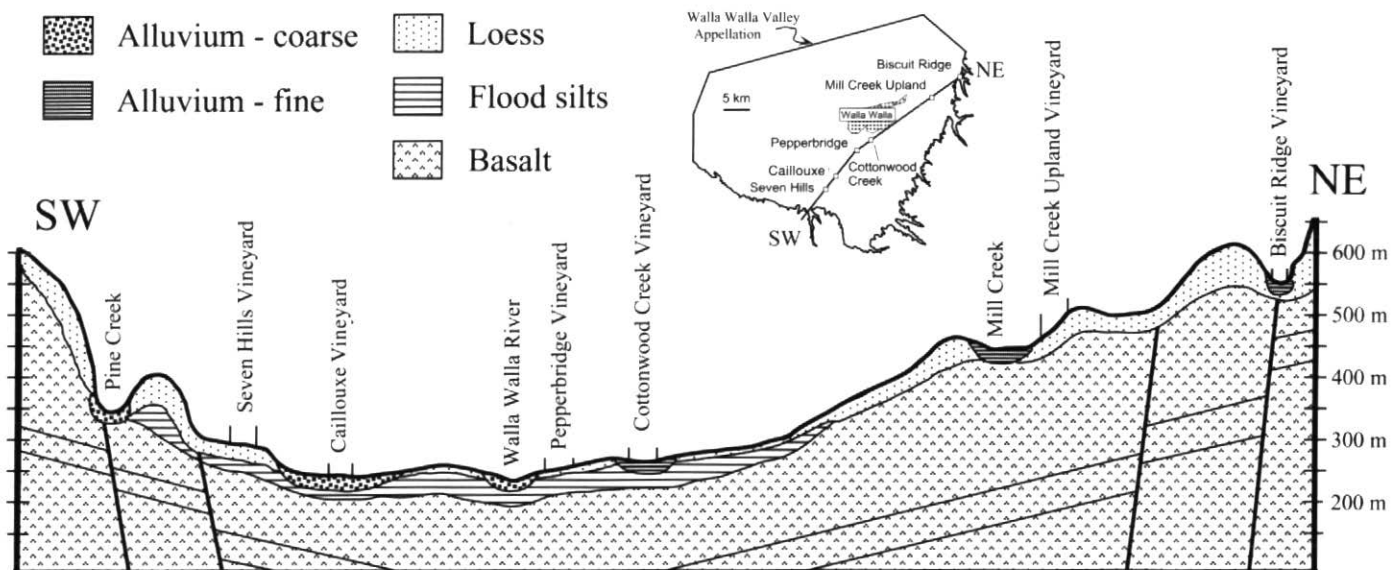 Alluvium - coarse
Alluvium - fine
Loess
Flood silts
Basalt
Walla Walla Valley
Appellation
5 km
Biscuit Ridge
NE
Mill Creek Upland
Walla Walla
Pepperbridge
Cottonwood
Creek
Caillouxe
Seven Hills
SW
SW
NE
Pine Creek
Seven Hills Vineyard
Caillouxe Vineyard
Walla Walla River
Pepperbridge Vineyard
Cottonwood Creek Vineyard
Mill Creek
Mill Creek Upland Vineyard
Biscuit Ridge Vineyard
600 m
500 m
400 m
300 m
200 m